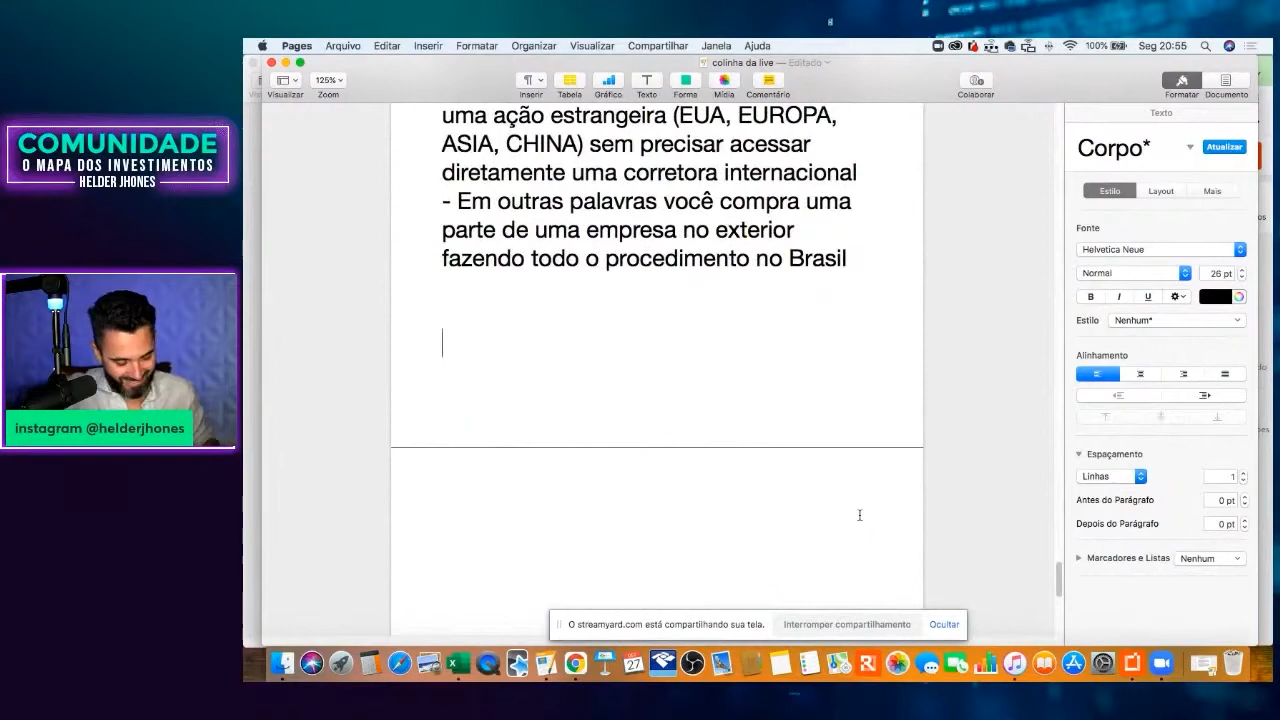 COMUNIDADE
O MAPA DOS INVESTIMENTOS
HELDER JHONES
instagram @helderjhones
Pages Arquivo Editar Inserir Formatar Organizar Visualizar Compartilhar Janela Ajuda
100% Seg 20:55
colinha da live — Editado
125%
Visualizar Zoom
Inserir Tabela Gráfico Texto Forma Mídia Comentário
Colaborar
Formatar Documento
uma ação estrangeira (EUA, EUROPA,
ASIA, CHINA) sem precisar acessar
diretamente uma corretora internacional
- Em outras palavras você compra uma
parte de uma empresa no exterior
fazendo todo o procedimento no Brasil
Texto
Corpo*
Atualizar
Estilo Layout Mais
Fonte
Helvetica Neue
Normal 26 pt
B I U
Estilo Nenhum*
Alinhamento
Espaçamento
Linhas 1
Antes do Parágrafo 0 pt
Depois do Parágrafo 0 pt
Marcadores e Listas Nenhum
O streamyard.com está compartilhando sua tela. Interromper compartilhamento Ocultar
27